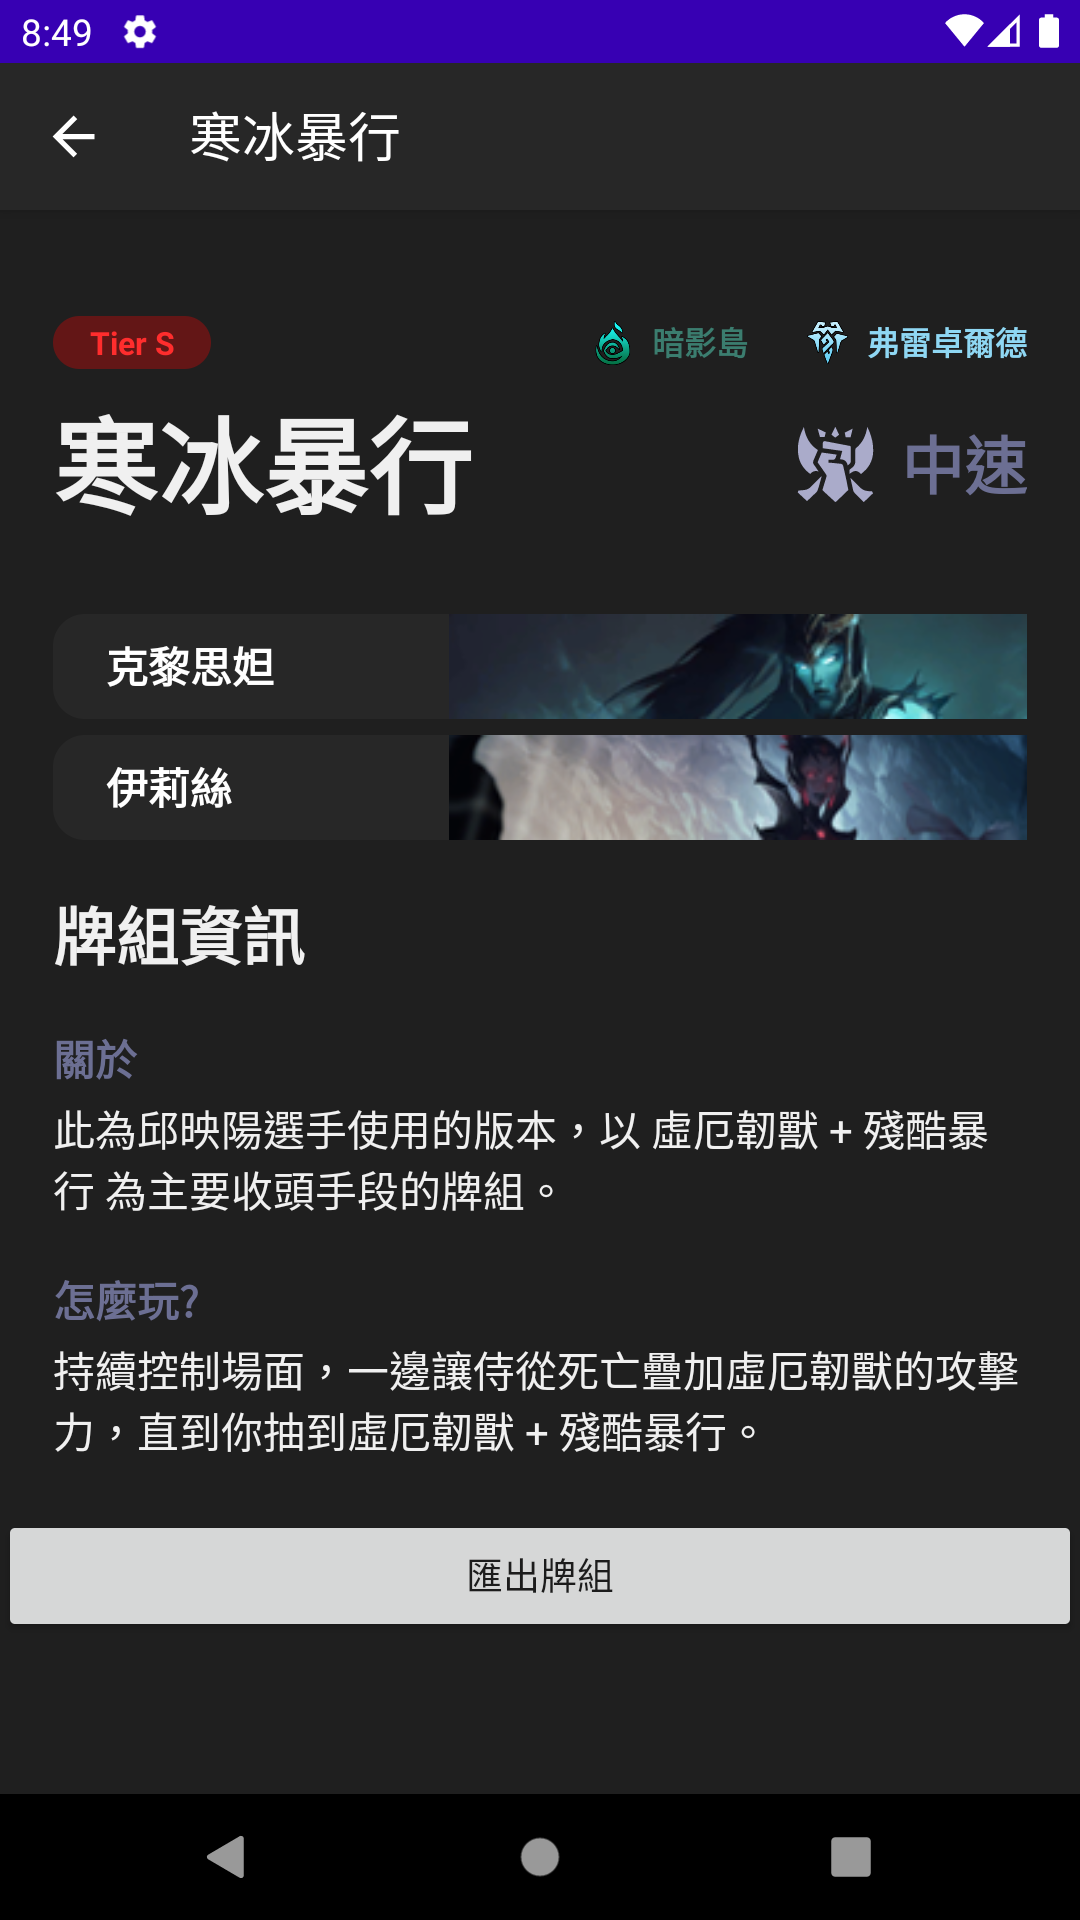 8:49
寒冰暴行
Tier S
暗影島
弗雷卓爾德
寒冰暴行
中速
克黎思妲
伊莉絲
牌組資訊
關於
此為邱映陽選手使用的版本，以 虛厄韌獸 + 殘酷暴
行 為主要收頭手段的牌組。
怎麼玩?
持續控制場面，一邊讓侍從死亡疊加虛厄韌獸的攻擊
力，直到你抽到虛厄韌獸 + 殘酷暴行。
匯出牌組